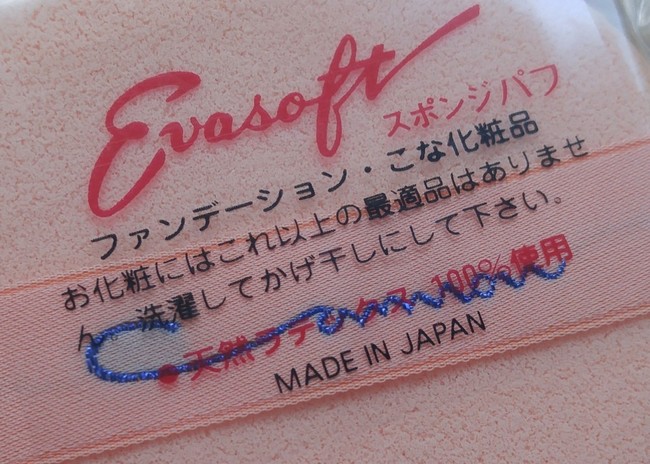 Evasoft
スポンジパフ
ファンデーション・こな化粧品
お化粧にはこれ以上の最適品はありませ
ん。洗濯してかげ干しにして下さい。
●天然ラテックス 100%使用
MADE IN JAPAN